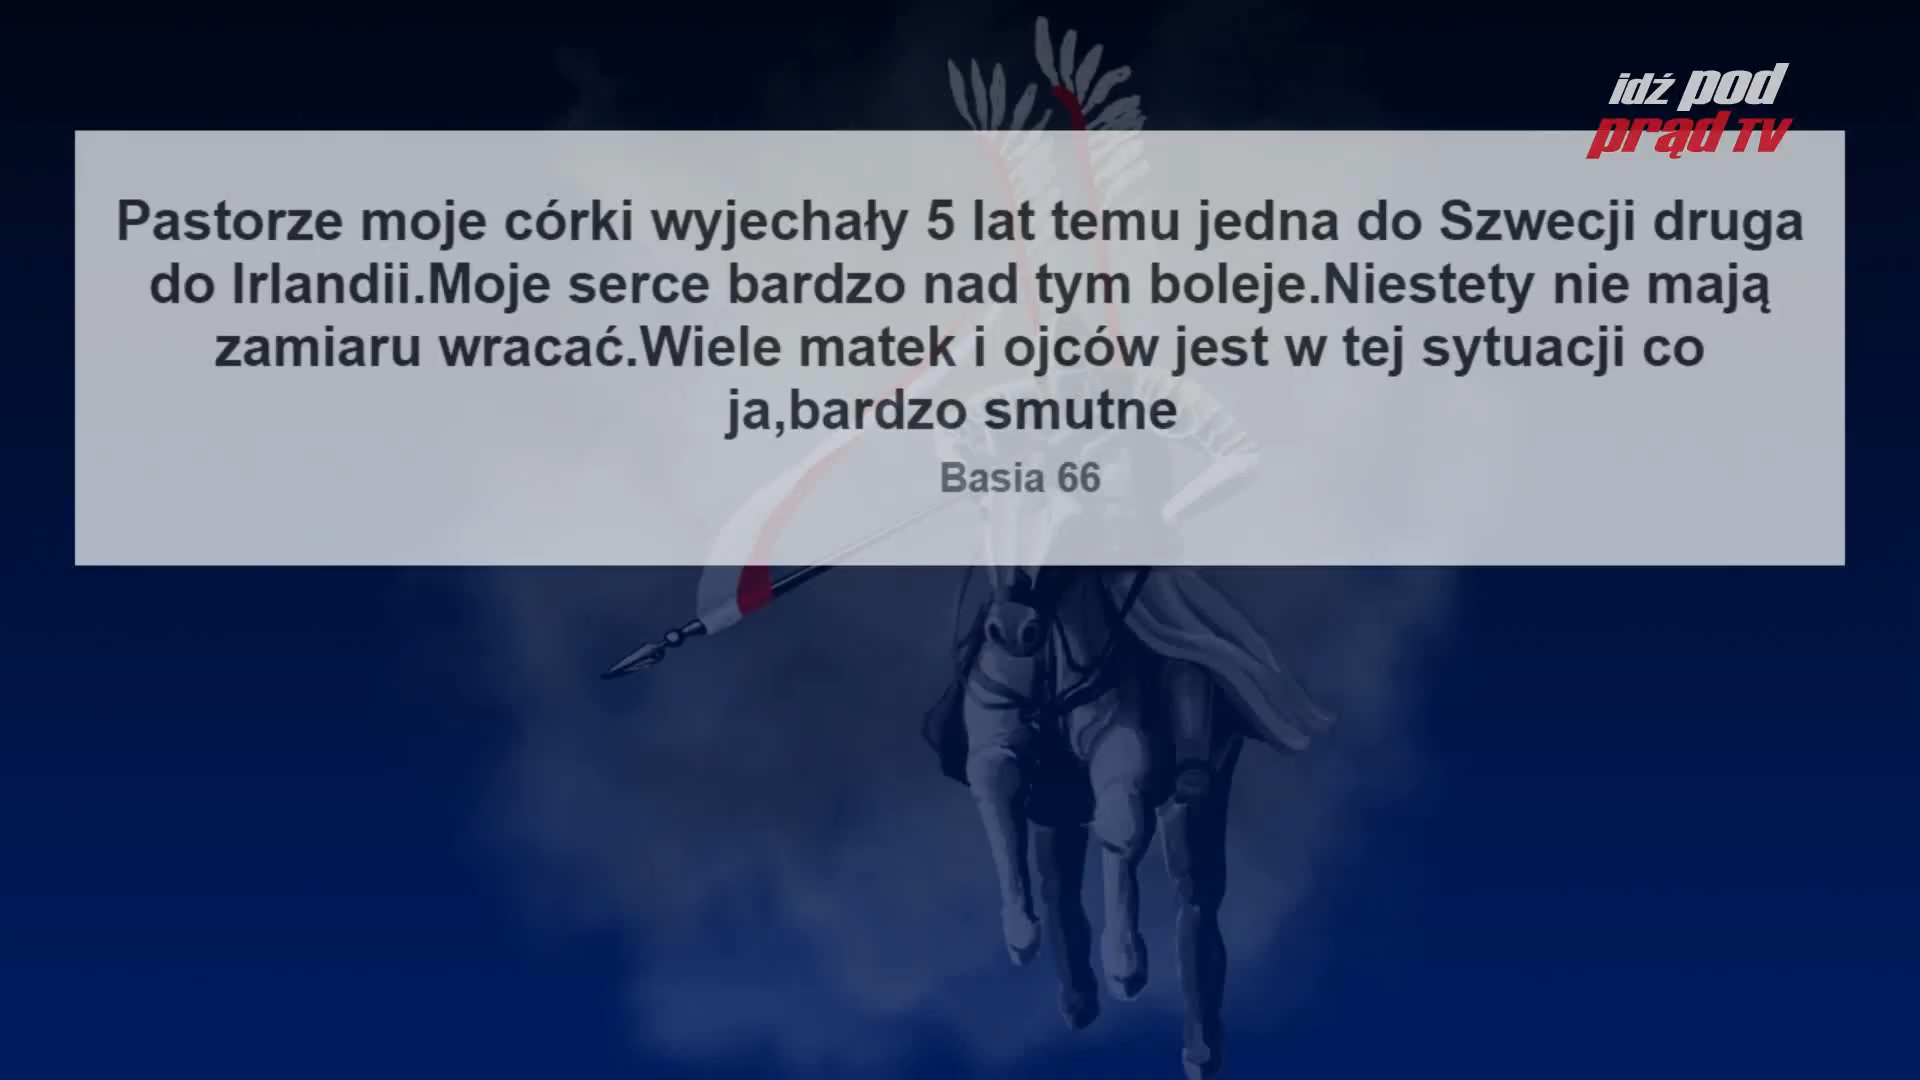 idź pod
prąd TV
Pastorze moje córki wyjechały 5 lat temu jedna do Szwecji druga
do Irlandii.Moje serce bardzo nad tym boleje.Niestety nie mają
zamiaru wracać.Wiele matek i ojców jest w tej sytuacji co
ja,bardzo smutne
Basia 66